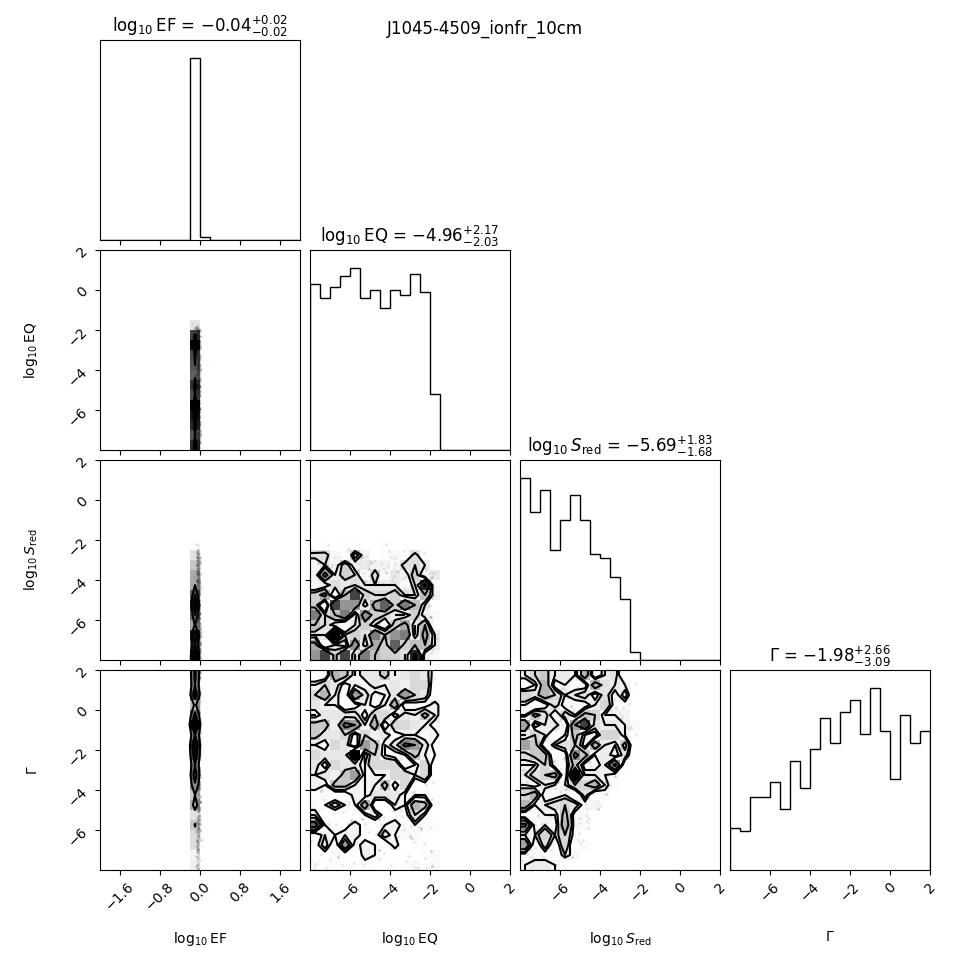 J1045-4509_ionfr_10cm
log₁₀ EF = −0.04 +0.02 −0.02
log₁₀ EQ = −4.96 +2.17 −2.03
log₁₀ S_red = −5.69 +1.83 −1.68
Γ = −1.98 +2.66 −3.09
log₁₀ EQ
2
0
−2
−4
−6
log₁₀ S_red
2
0
−2
−4
−6
Γ
2
0
−2
−4
−6
−1.6 −0.8 0.0 0.8 1.6
−6 −4 −2 0 2
−6 −4 −2 0 2
−6 −4 −2 0 2
log₁₀ EF
log₁₀ EQ
log₁₀ S_red
Γ